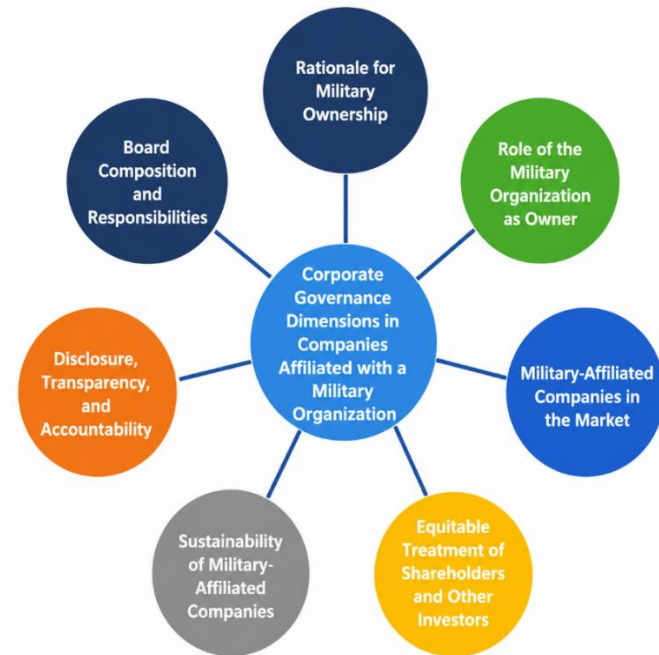 Rationale for
Military
Ownership
Role of the
Military
Organization
as Owner
Military-Affiliated
Companies in
the Market
Equitable
Treatment of
Shareholders
and Other
Investors
Sustainability
of Military-
Affiliated
Companies
Disclosure,
Transparency,
and
Accountability
Board
Composition
and
Responsibilities
Corporate
Governance
Dimensions in
Companies
Affiliated with a
Military
Organization